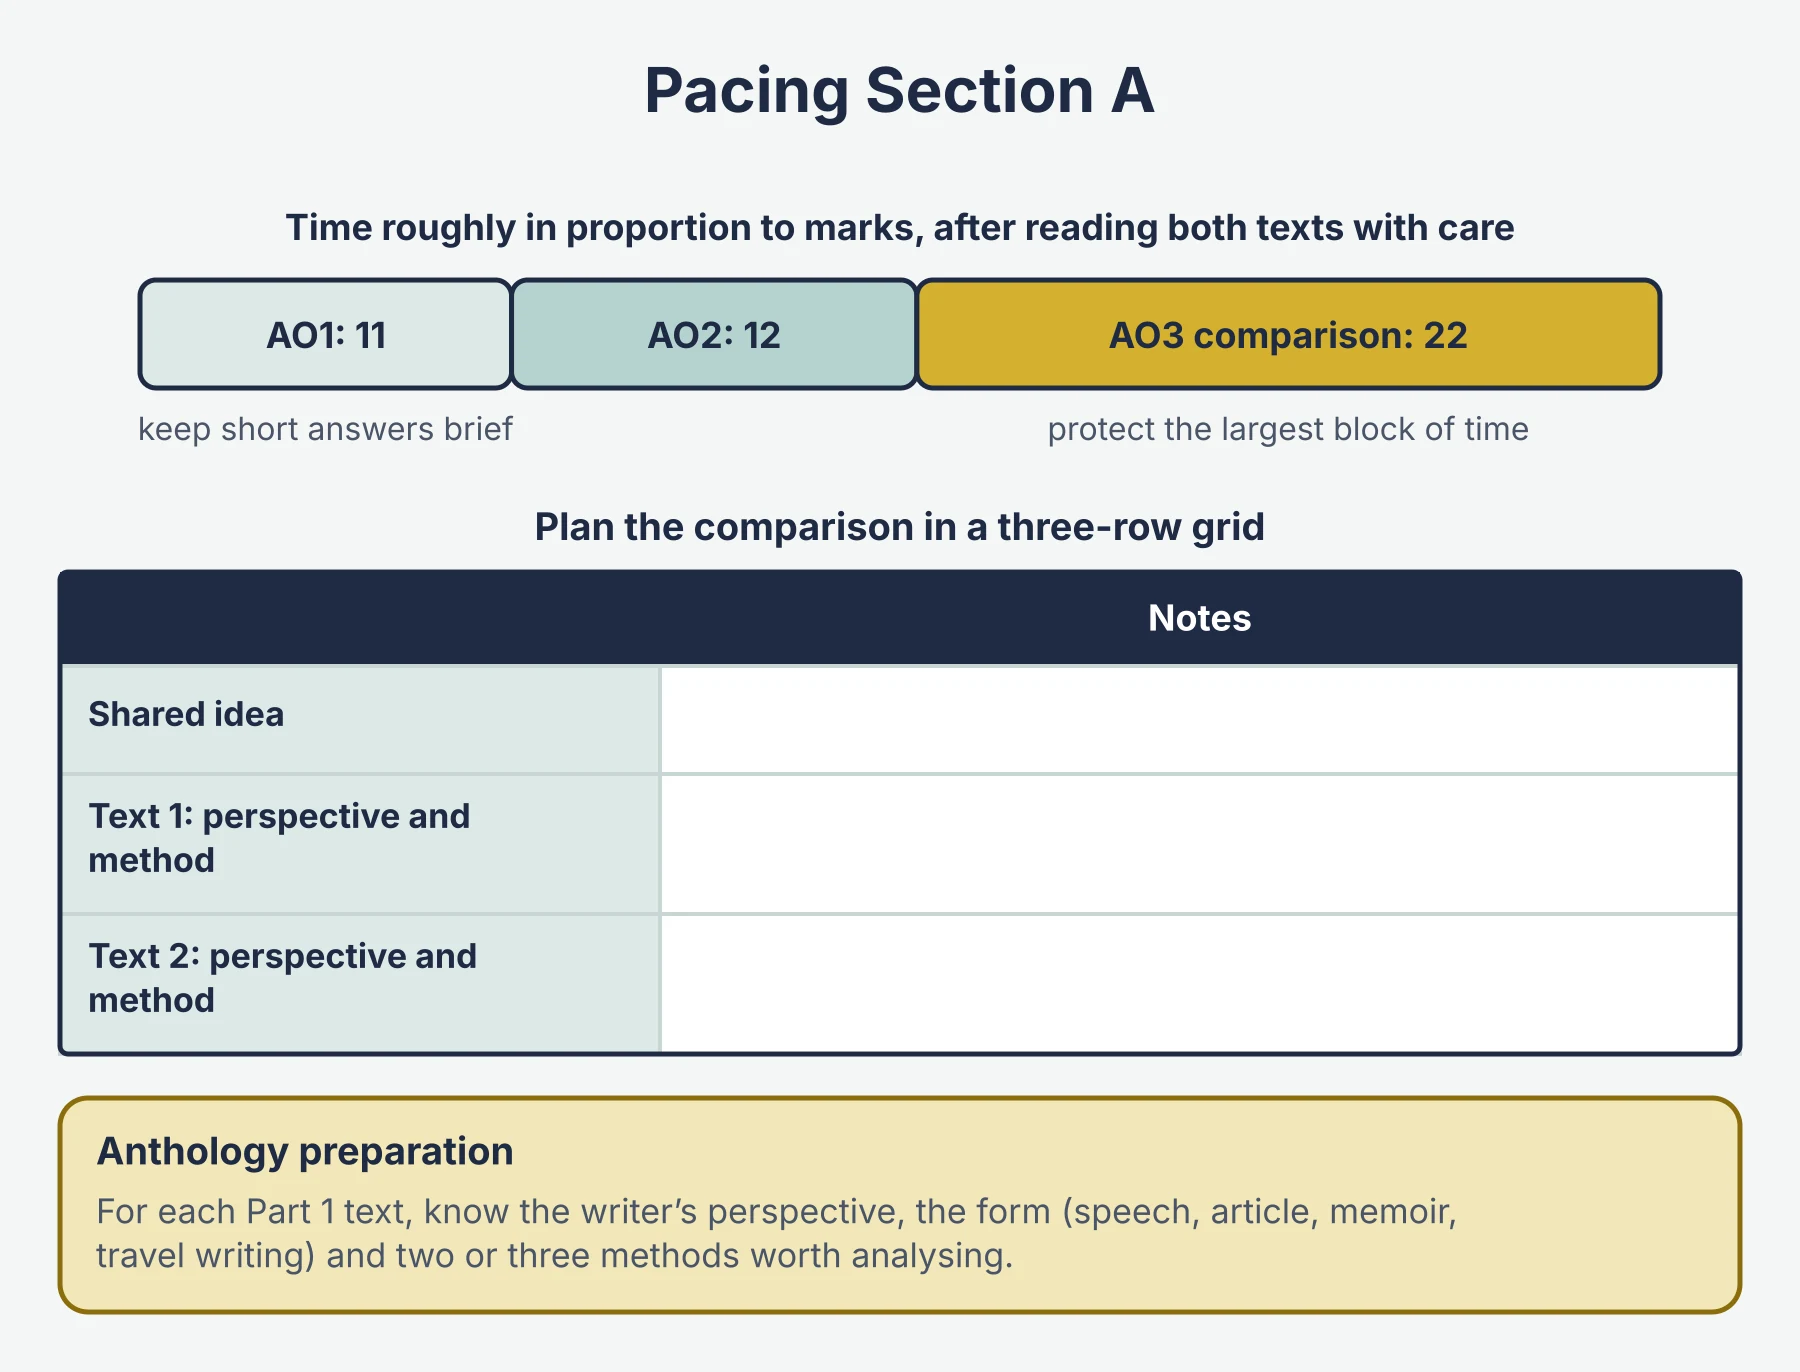 Pacing Section A
Time roughly in proportion to marks, after reading both texts with care
AO1: 11
AO2: 12
AO3 comparison: 22
keep short answers brief
protect the largest block of time
Plan the comparison in a three-row grid
Notes
Shared idea
Text 1: perspective and
method
Text 2: perspective and
method
Anthology preparation
For each Part 1 text, know the writer’s perspective, the form (speech, article, memoir,
travel writing) and two or three methods worth analysing.